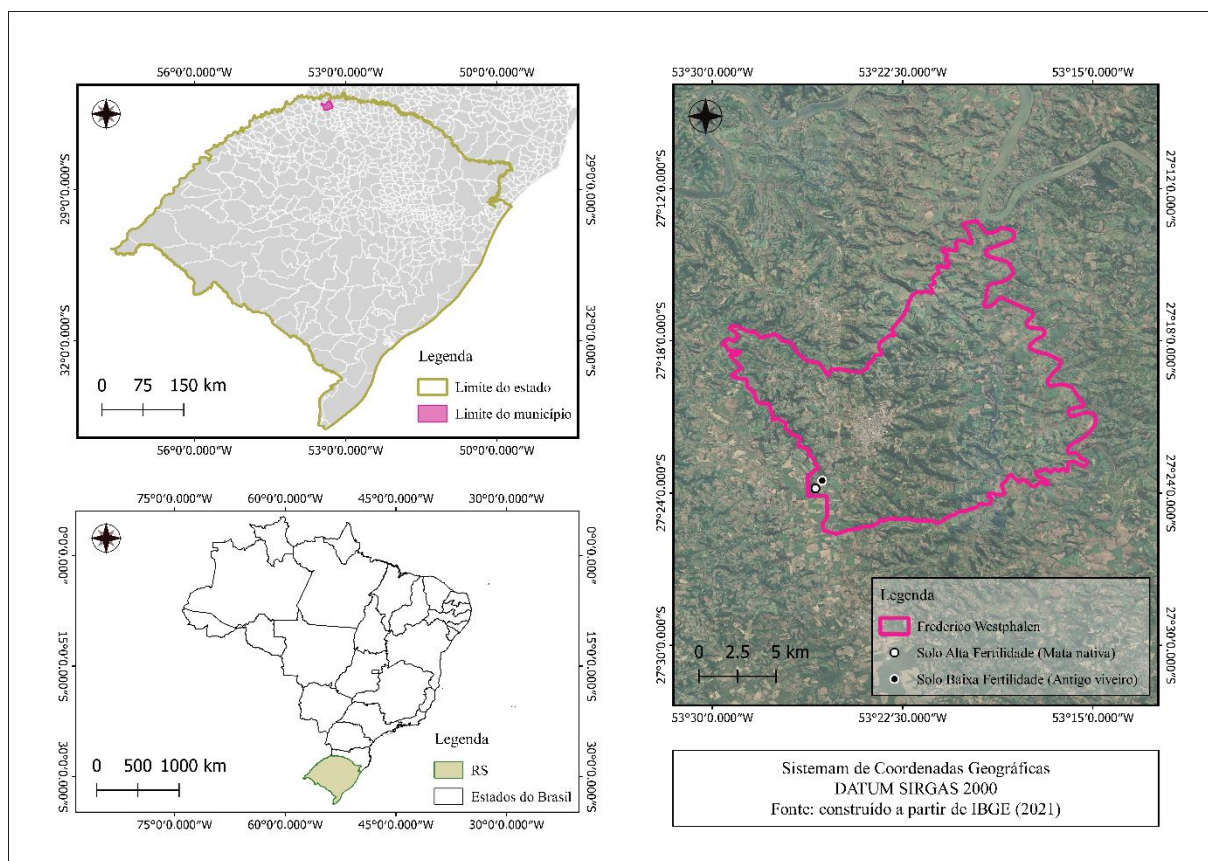 56°0'0.000"W 53°0'0.000"W 50°0'0.000"W
29°0'0.000"S 29°0'0.000"S
32°0'0.000"S 32°0'0.000"S
Legenda
0 75 150 km
Limite do estado
Limite do município
56°0'0.000"W 53°0'0.000"W 50°0'0.000"W
75°0'0.000"W 60°0'0.000"W 45°0'0.000"W 30°0'0.000"W
0°0'0.000" 0°0'0.000"
15°0'0.000"S 15°0'0.000"S
30°0'0.000"S 30°0'0.000"S
Legenda
0 500 1000 km
RS
Estados do Brasil
75°0'0.000"W 60°0'0.000"W 45°0'0.000"W 30°0'0.000"W
53°30'0.000"W 53°22'30.000"W 53°15'0.000"W
27°12'0.000"S 27°12'0.000"S
27°18'0.000"S 27°18'0.000"S
27°24'0.000"S 27°24'0.000"S
27°30'0.000"S 27°30'0.000"S
Legenda
Frederico Westphalen
0 2.5 5 km
Solo Alta Fertilidade (Mata nativa)
Solo Baixa Fertilidade (Antigo viveiro)
53°30'0.000"W 53°22'30.000"W 53°15'0.000"W
Sistemam de Coordenadas Geográficas
DATUM SIRGAS 2000
Fonte: construído a partir de IBGE (2021)